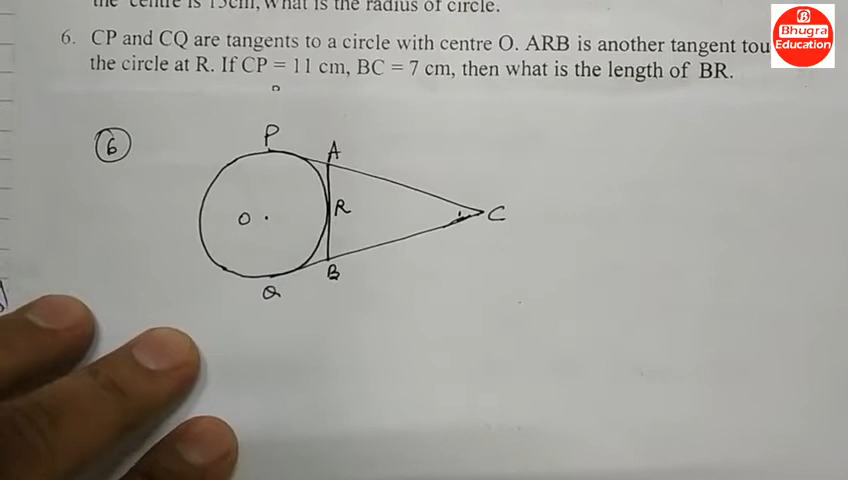 the centre is 15cm, What is the radius of circle.
6. CP and CQ are tangents to a circle with centre O. ARB is another tangent tou
the circle at R. If CP = 11 cm, BC = 7 cm, then what is the length of BR.
B
Bhugra
Education
6
P
A
O
R
C
B
Q